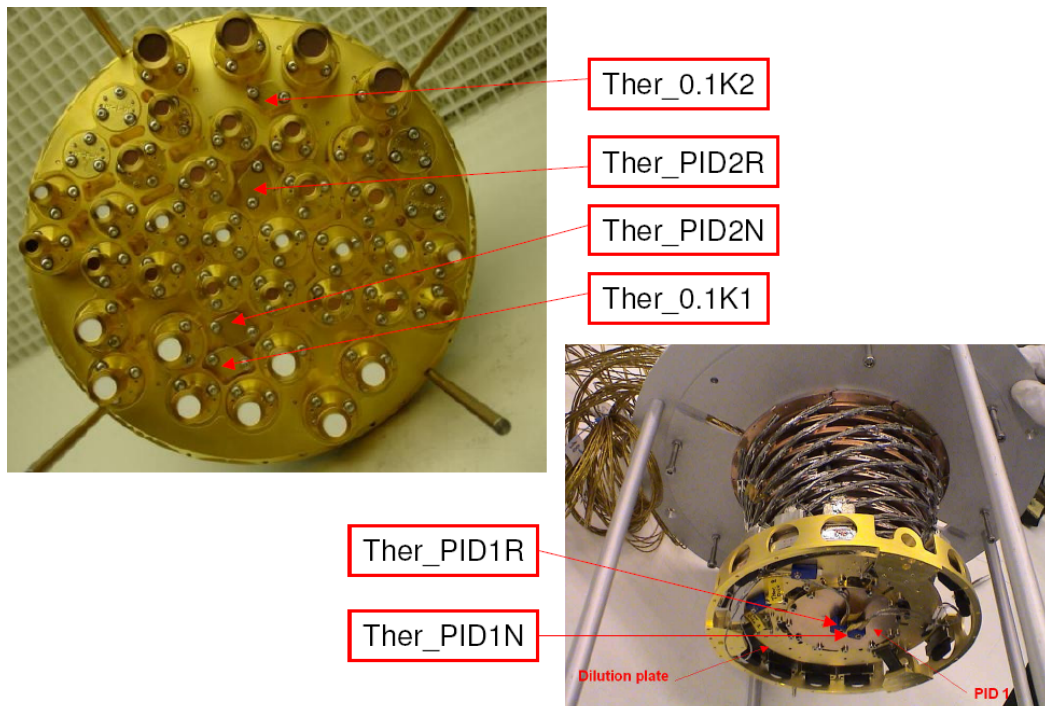 Ther_0.1K2
Ther_PID2R
Ther_PID2N
Ther_0.1K1
Ther_PID1R
Ther_PID1N
Dilution plate
PID 1